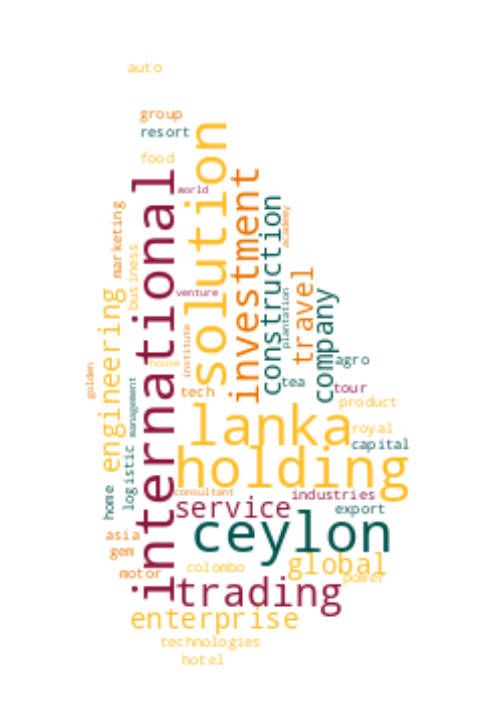 auto
group
resort
solution
food
international
world
investment
construction
marketing
academy
business
travel
engineering
venture
company
plantation
institute
house
agro
golden
management
tea
tech
tour
product
lanka
royal
capital
logistic
holding
home
consultant
industries
service
export
ceylon
asia
gem
global
colombo
motor
power
trading
enterprise
technologies
hotel